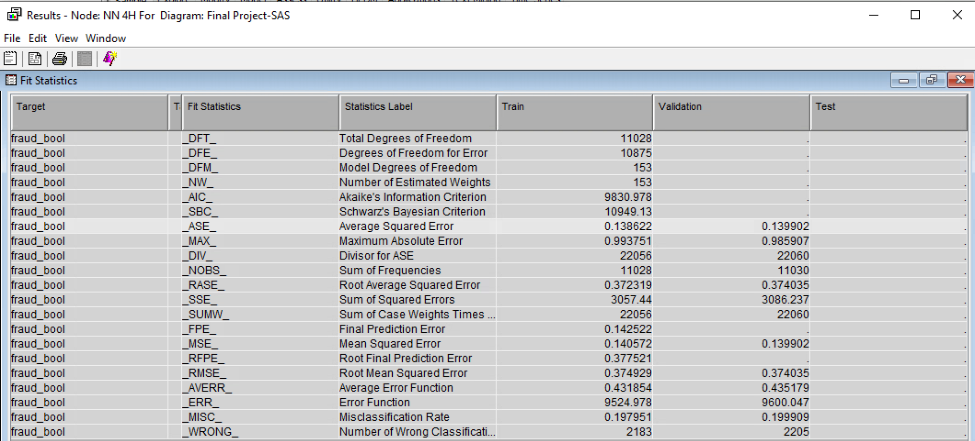 Results - Node: NN 4H For Diagram: Final Project-SAS
File Edit View Window
Fit Statistics
Target T Fit Statistics Statistics Label Train Validation Test
fraud_bool _DFT_ Total Degrees of Freedom 11028 . .
fraud_bool _DFE_ Degrees of Freedom for Error 10875 . .
fraud_bool _DFM_ Model Degrees of Freedom 153 . .
fraud_bool _NW_ Number of Estimated Weights 153 . .
fraud_bool _AIC_ Akaike's Information Criterion 9830.978 . .
fraud_bool _SBC_ Schwarz's Bayesian Criterion 10949.13 . .
fraud_bool _ASE_ Average Squared Error 0.138622 0.139902 .
fraud_bool _MAX_ Maximum Absolute Error 0.993751 0.985907 .
fraud_bool _DIV_ Divisor for ASE 22056 22060 .
fraud_bool _NOBS_ Sum of Frequencies 11028 11030 .
fraud_bool _RASE_ Root Average Squared Error 0.372319 0.374035 .
fraud_bool _SSE_ Sum of Squared Errors 3057.44 3086.237 .
fraud_bool _SUMW_ Sum of Case Weights Times ... 22056 22060 .
fraud_bool _FPE_ Final Prediction Error 0.142522 . .
fraud_bool _MSE_ Mean Squared Error 0.140572 0.139902 .
fraud_bool _RFPE_ Root Final Prediction Error 0.377521 . .
fraud_bool _RMSE_ Root Mean Squared Error 0.374929 0.374035 .
fraud_bool _AVERR_ Average Error Function 0.431854 0.435179 .
fraud_bool _ERR_ Error Function 9524.978 9600.047 .
fraud_bool _MISC_ Misclassification Rate 0.197951 0.199909 .
fraud_bool _WRONG_ Number of Wrong Classificati... 2183 2205 .